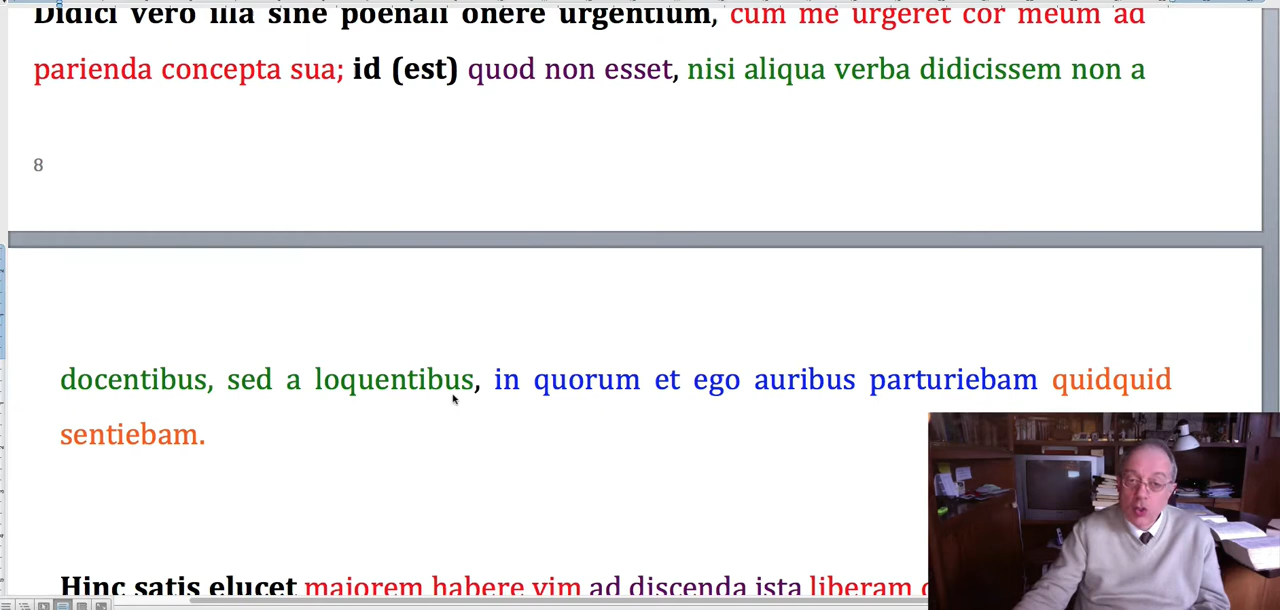 Didici vero illa sine poenali onere urgentium, cum me urgeret cor meum ad
parienda concepta sua; id (est) quod non esset, nisi aliqua verba didicissem non a
8
docentibus, sed a loquentibus, in quorum et ego auribus parturiebam quidquid
sentiebam.
Hinc satis elucet maiorem habere vim ad discenda ista liberam